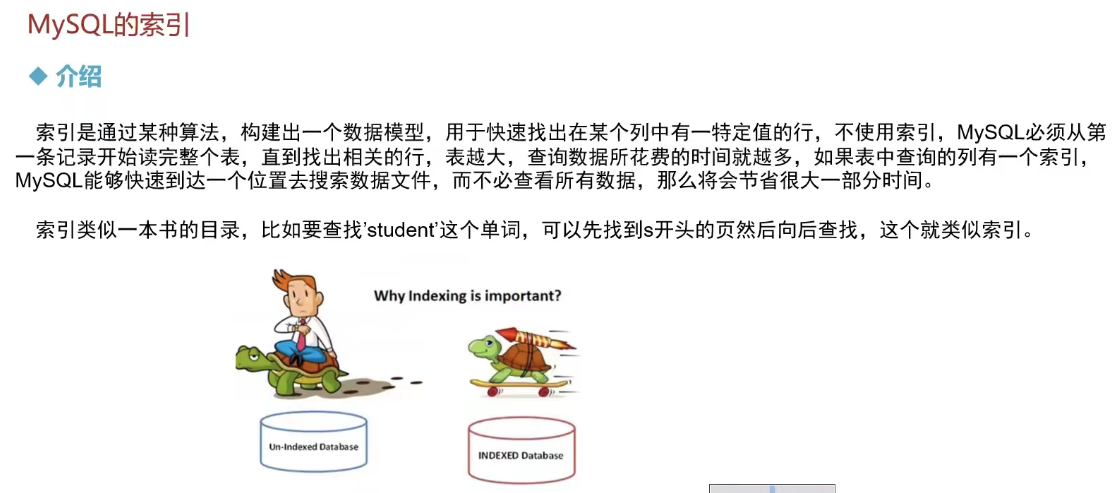 MySQL的索引
介绍
索引是通过某种算法，构建出一个数据模型，用于快速找出在某个列中有一特定值的行，不使用索引，MySQL必须从第
一条记录开始读完整个表，直到找出相关的行，表越大，查询数据所花费的时间就越多，如果表中查询的列有一个索引，
MySQL能够快速到达一个位置去搜索数据文件，而不必查看所有数据，那么将会节省很大一部分时间。
索引类似一本书的目录，比如要查找'student'这个单词，可以先找到s开头的页然后向后查找，这个就类似索引。
Why Indexing is important?
Un-Indexed Database
INDEXED Database